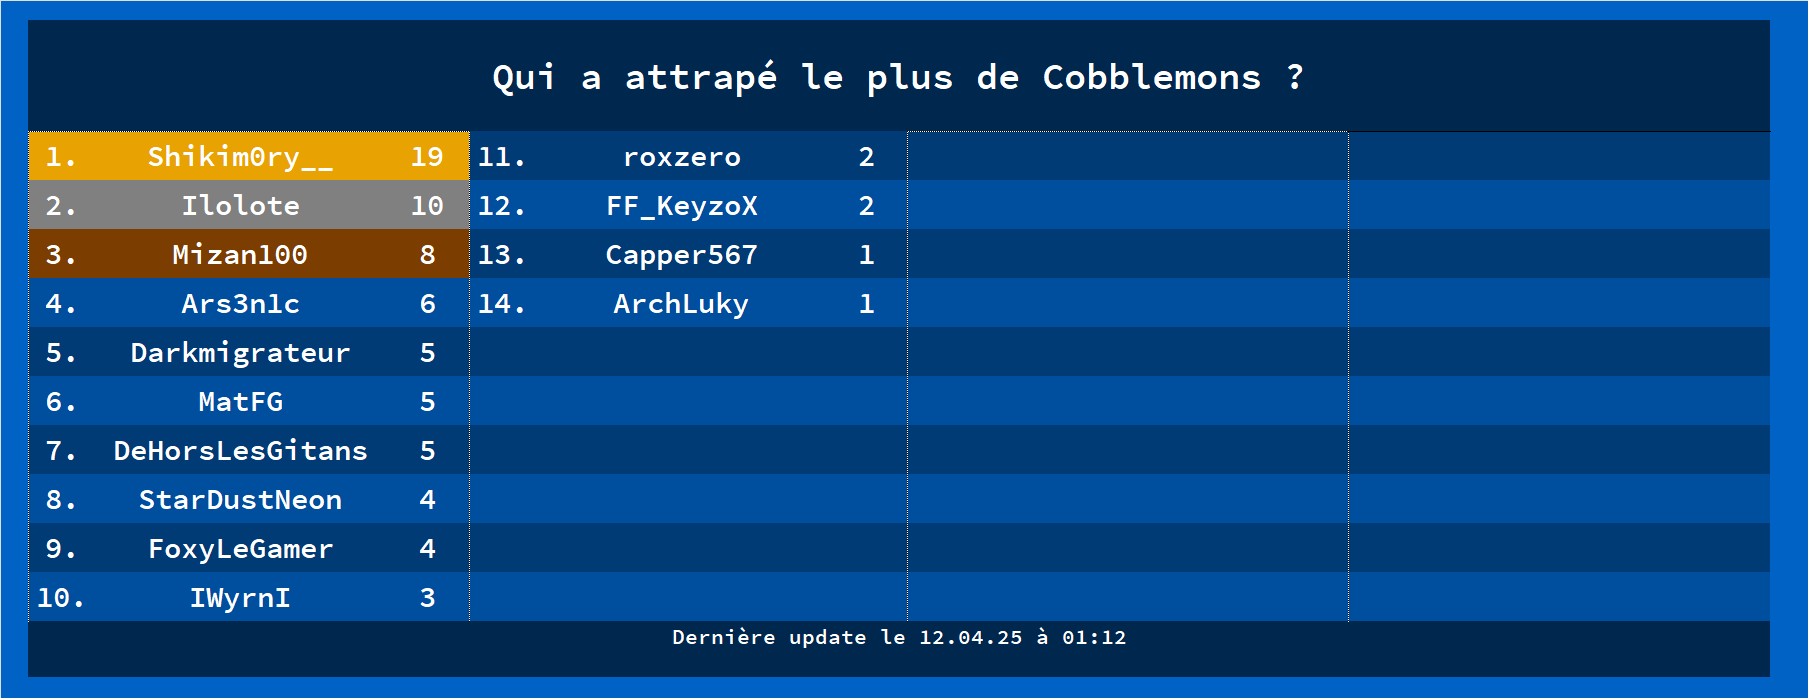 Qui a attrapé le plus de Cobblemons ?
1. Shikim0ry__ 19
2. Ilolote 10
3. Mizan100 8
4. Ars3n1c 6
5. Darkmigrateur 5
6. MatFG 5
7. DeHorsLesGitans 5
8. StarDustNeon 4
9. FoxyLeGamer 4
10. IWyrnI 3
11. roxzero 2
12. FF_KeyzoX 2
13. Capper567 1
14. ArchLuky 1
Dernière update le 12.04.25 à 01:12